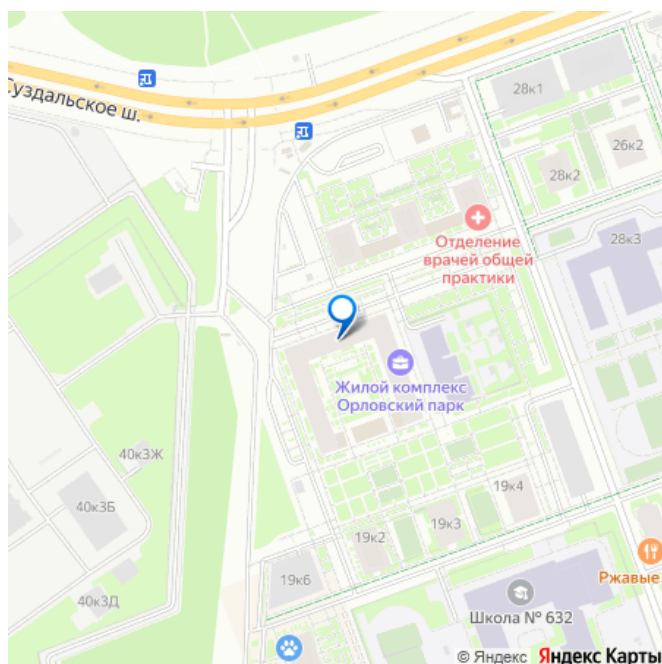 28к1
Суздальское ш.
26к2
28к2
Отделение
врачей общей
практики
28к3
Жилой комплекс
Орловский парк
40к3Ж
19к4
40к3Б
19к3
19к2
Ржавые
19к6
Школа № 632
40к3Д
© Яндекс Яндекс Карты